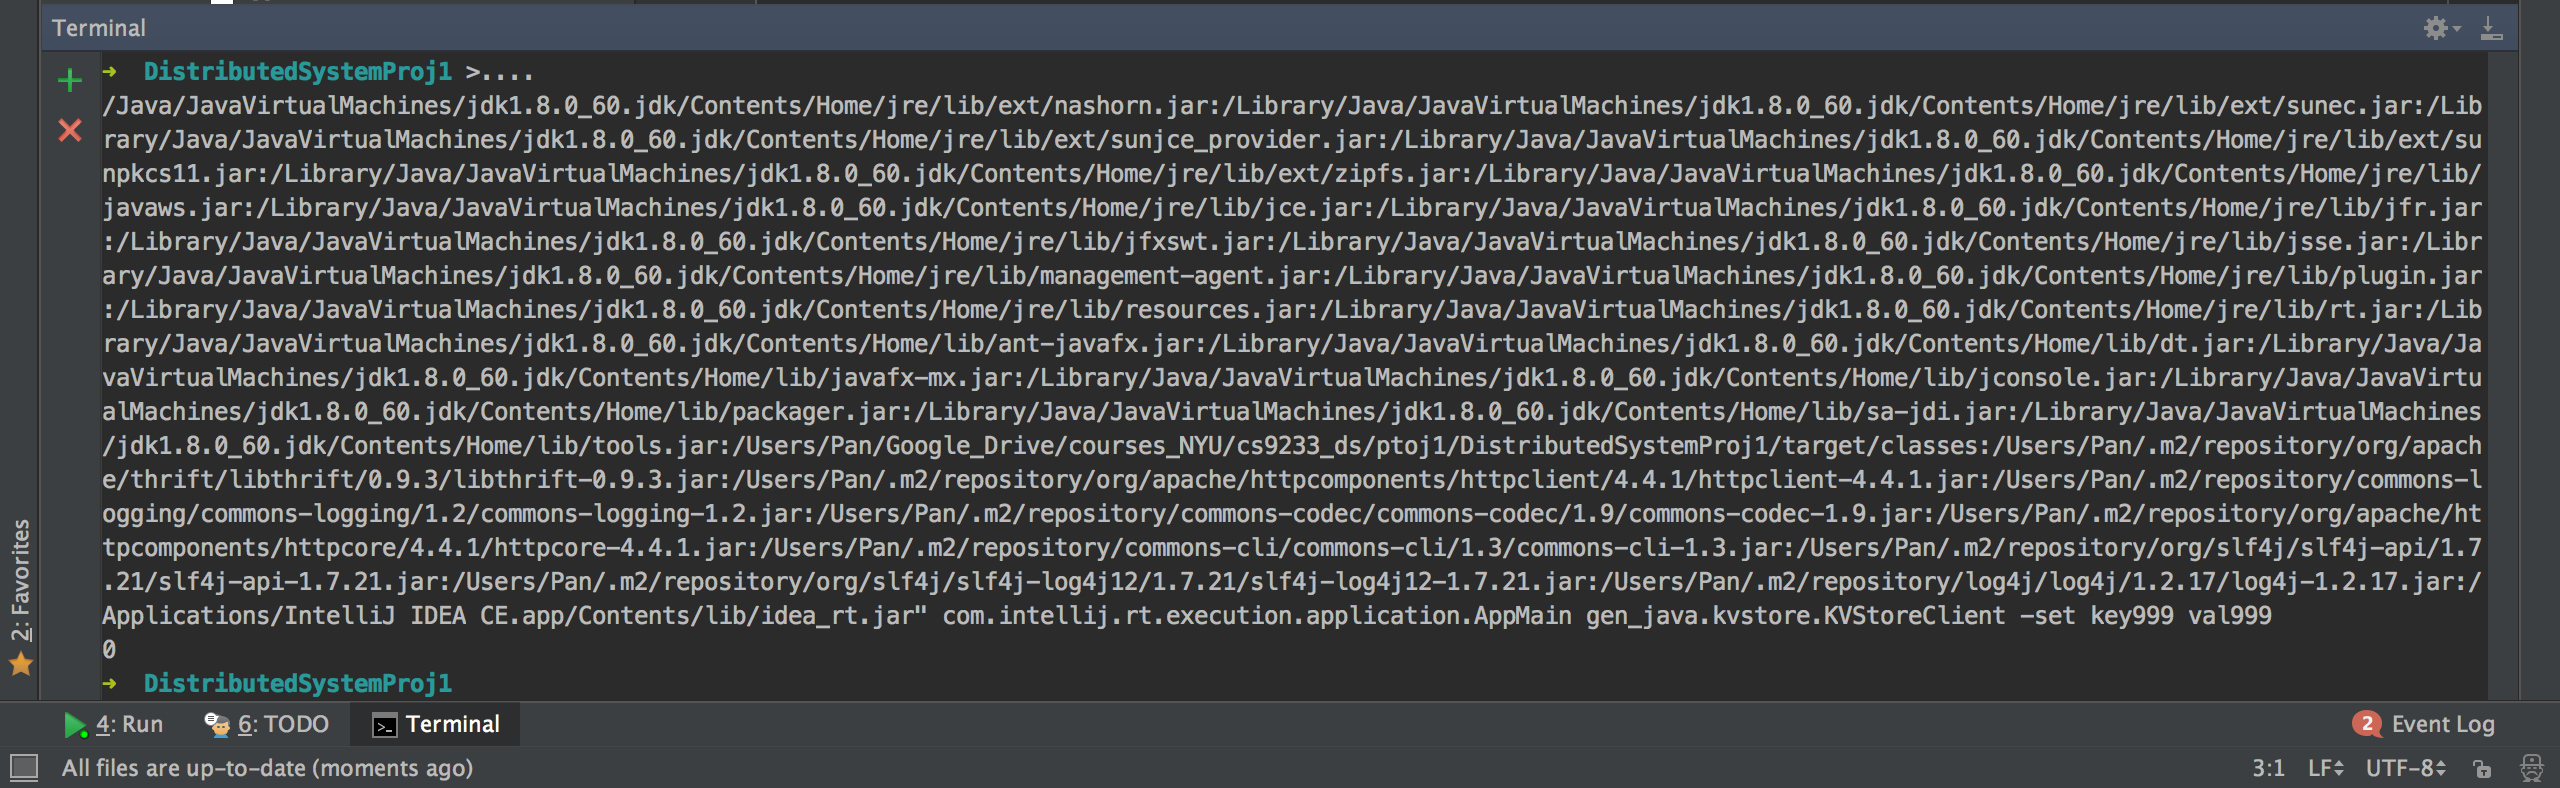 Terminal
➜ DistributedSystemProj1 >....
/Java/JavaVirtualMachines/jdk1.8.0_60.jdk/Contents/Home/jre/lib/ext/nashorn.jar:/Library/Java/JavaVirtualMachines/jdk1.8.0_60.jdk/Contents/Home/jre/lib/ext/sunec.jar:/Lib
rary/Java/JavaVirtualMachines/jdk1.8.0_60.jdk/Contents/Home/jre/lib/ext/sunjce_provider.jar:/Library/Java/JavaVirtualMachines/jdk1.8.0_60.jdk/Contents/Home/jre/lib/ext/su
npkcs11.jar:/Library/Java/JavaVirtualMachines/jdk1.8.0_60.jdk/Contents/Home/jre/lib/ext/zipfs.jar:/Library/Java/JavaVirtualMachines/jdk1.8.0_60.jdk/Contents/Home/jre/lib/
javaws.jar:/Library/Java/JavaVirtualMachines/jdk1.8.0_60.jdk/Contents/Home/jre/lib/jce.jar:/Library/Java/JavaVirtualMachines/jdk1.8.0_60.jdk/Contents/Home/jre/lib/jfr.jar
:/Library/Java/JavaVirtualMachines/jdk1.8.0_60.jdk/Contents/Home/jre/lib/jfxswt.jar:/Library/Java/JavaVirtualMachines/jdk1.8.0_60.jdk/Contents/Home/jre/lib/jsse.jar:/Libr
ary/Java/JavaVirtualMachines/jdk1.8.0_60.jdk/Contents/Home/jre/lib/management-agent.jar:/Library/Java/JavaVirtualMachines/jdk1.8.0_60.jdk/Contents/Home/jre/lib/plugin.jar
:/Library/Java/JavaVirtualMachines/jdk1.8.0_60.jdk/Contents/Home/jre/lib/resources.jar:/Library/Java/JavaVirtualMachines/jdk1.8.0_60.jdk/Contents/Home/jre/lib/rt.jar:/Lib
rary/Java/JavaVirtualMachines/jdk1.8.0_60.jdk/Contents/Home/lib/ant-javafx.jar:/Library/Java/JavaVirtualMachines/jdk1.8.0_60.jdk/Contents/Home/lib/dt.jar:/Library/Java/Ja
vaVirtualMachines/jdk1.8.0_60.jdk/Contents/Home/lib/javafx-mx.jar:/Library/Java/JavaVirtualMachines/jdk1.8.0_60.jdk/Contents/Home/lib/jconsole.jar:/Library/Java/JavaVirtu
alMachines/jdk1.8.0_60.jdk/Contents/Home/lib/packager.jar:/Library/Java/JavaVirtualMachines/jdk1.8.0_60.jdk/Contents/Home/lib/sa-jdi.jar:/Library/Java/JavaVirtualMachines
/jdk1.8.0_60.jdk/Contents/Home/lib/tools.jar:/Users/Pan/Google_Drive/courses_NYU/cs9233_ds/ptoj1/DistributedSystemProj1/target/classes:/Users/Pan/.m2/repository/org/apach
e/thrift/libthrift/0.9.3/libthrift-0.9.3.jar:/Users/Pan/.m2/repository/org/apache/httpcomponents/httpclient/4.4.1/httpclient-4.4.1.jar:/Users/Pan/.m2/repository/commons-l
ogging/commons-logging/1.2/commons-logging-1.2.jar:/Users/Pan/.m2/repository/commons-codec/commons-codec/1.9/commons-codec-1.9.jar:/Users/Pan/.m2/repository/org/apache/ht
tpcomponents/httpcore/4.4.1/httpcore-4.4.1.jar:/Users/Pan/.m2/repository/commons-cli/commons-cli/1.3/commons-cli-1.3.jar:/Users/Pan/.m2/repository/org/slf4j/slf4j-api/1.7
.21/slf4j-api-1.7.21.jar:/Users/Pan/.m2/repository/org/slf4j/slf4j-log4j12/1.7.21/slf4j-log4j12-1.7.21.jar:/Users/Pan/.m2/repository/log4j/log4j/1.2.17/log4j-1.2.17.jar:/
Applications/IntelliJ IDEA CE.app/Contents/lib/idea_rt.jar" com.intellij.rt.execution.application.AppMain gen_java.kvstore.KVStoreClient -set key999 val999
0
➜ DistributedSystemProj1
2: Favorites
4: Run 6: TODO Terminal 2 Event Log
All files are up-to-date (moments ago) 3:1 LF UTF-8